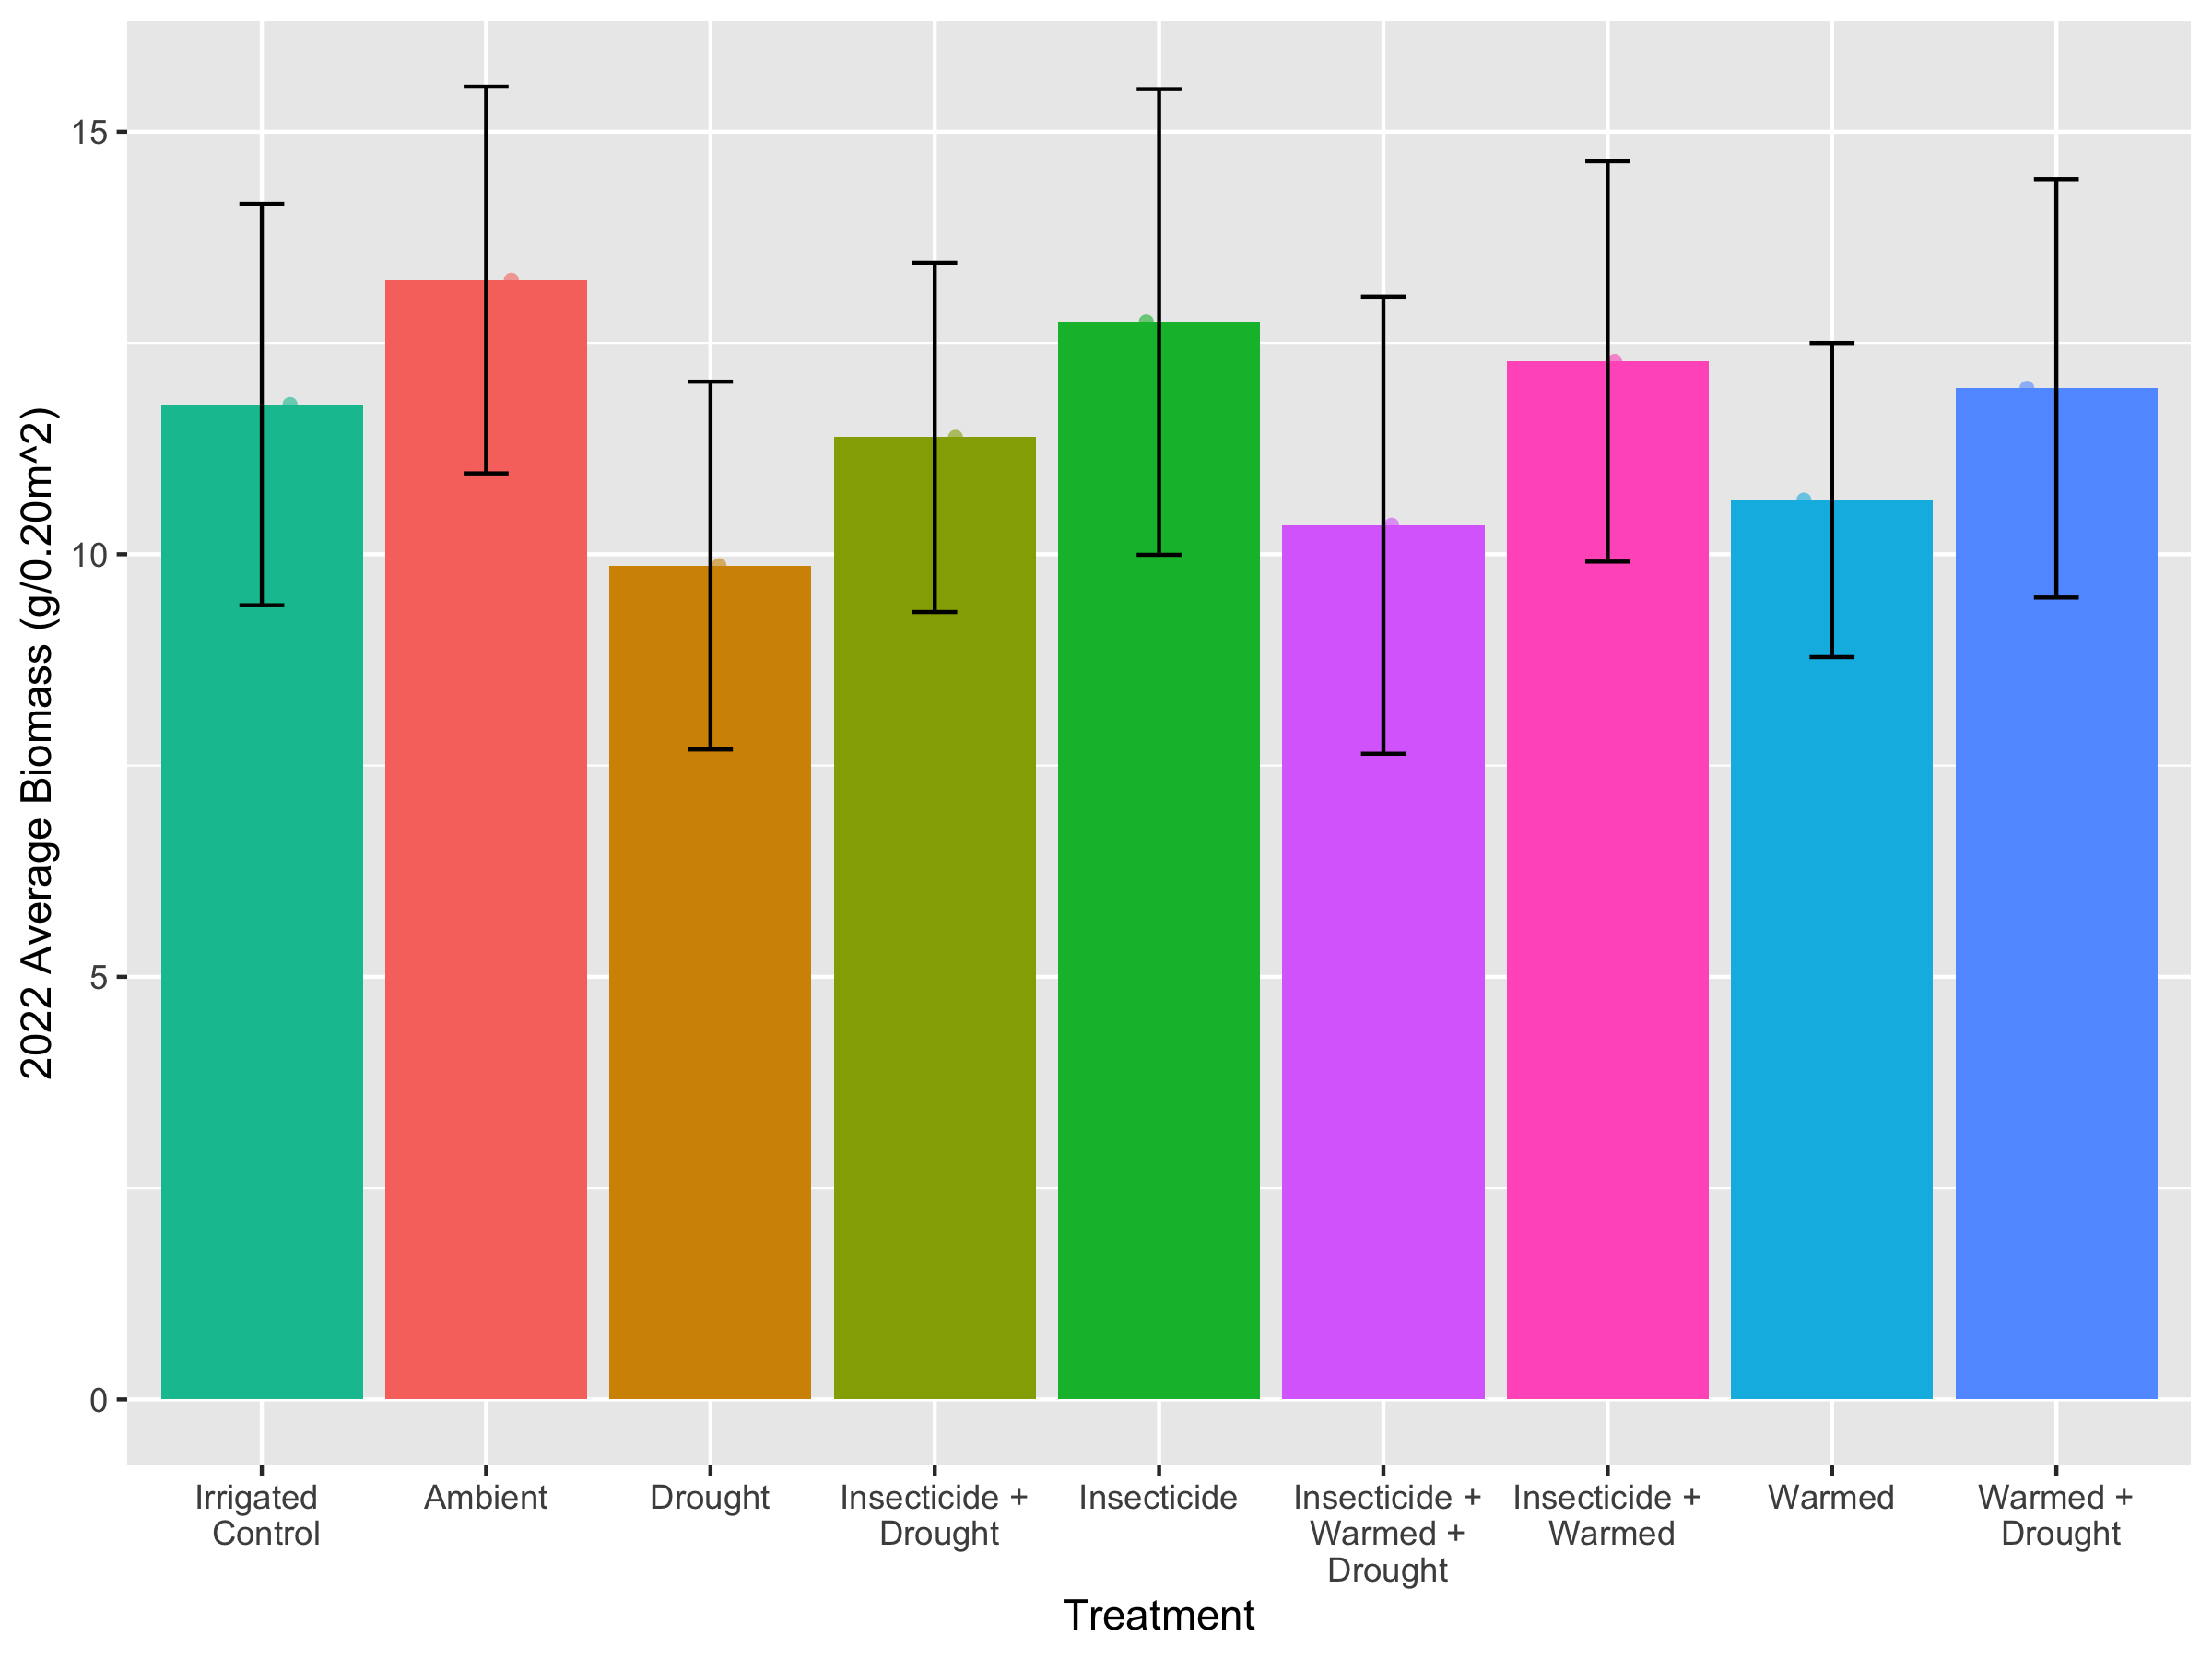 2022 Average Biomass (g/0.20m^2)
15
10
5
0
Irrigated
Control
Ambient
Drought
Insecticide +
Drought
Insecticide
Insecticide +
Warmed +
Drought
Insecticide +
Warmed
Warmed
Warmed +
Drought
Treatment